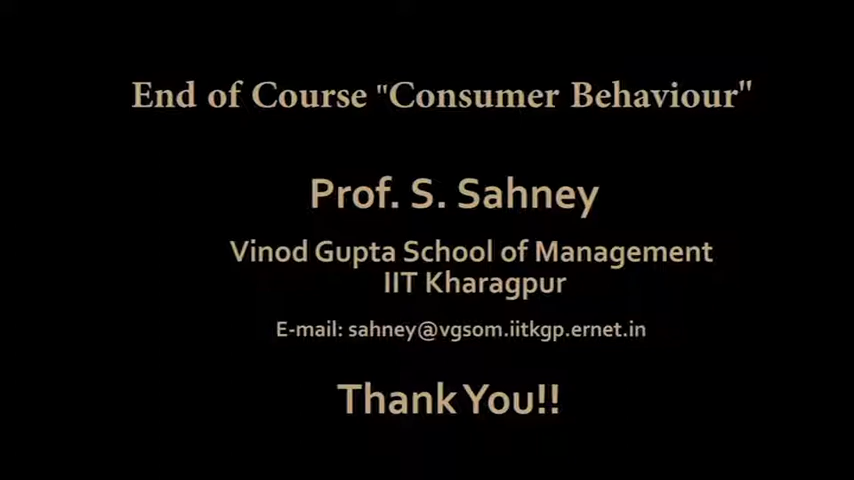 End of Course "Consumer Behaviour"
Prof. S. Sahney
Vinod Gupta School of Management
IIT Kharagpur
E-mail: sahney@vgsom.iitkgp.ernet.in
Thank You!!